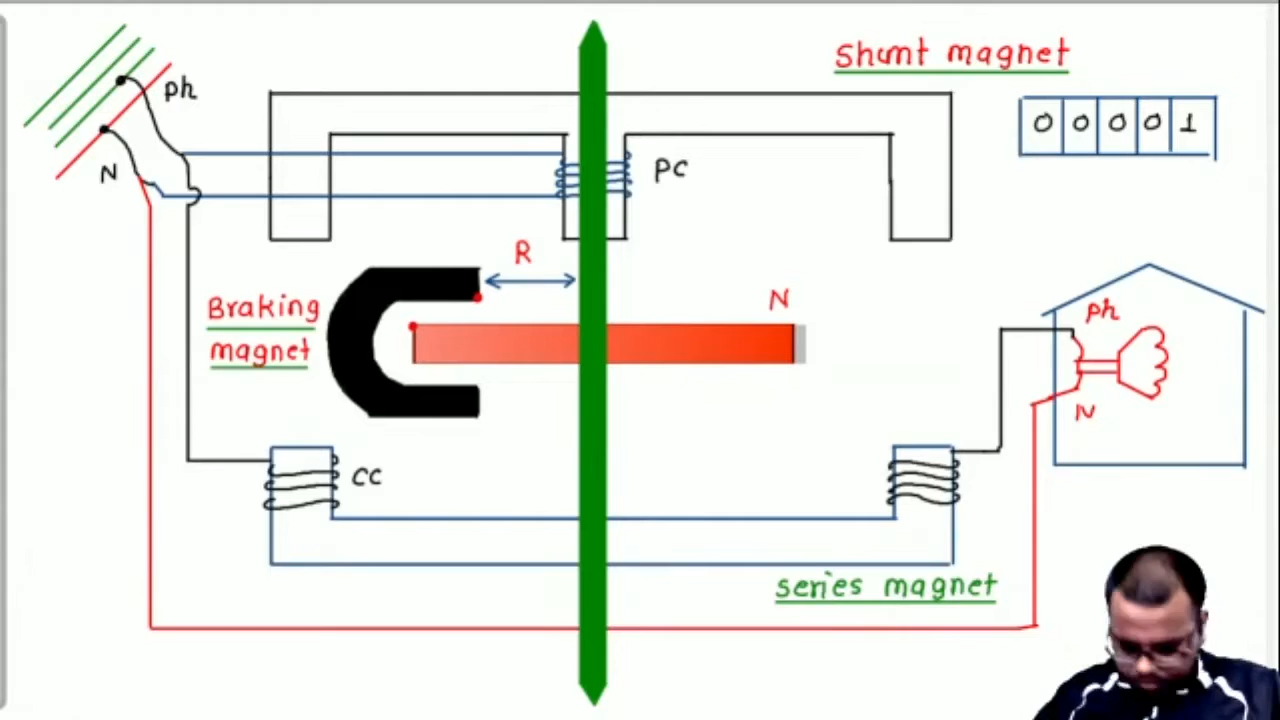 Shunt magnet
ph
0 0 0 0 1
PC
N
R
Braking
magnet
N
ph
N
CC
series magnet